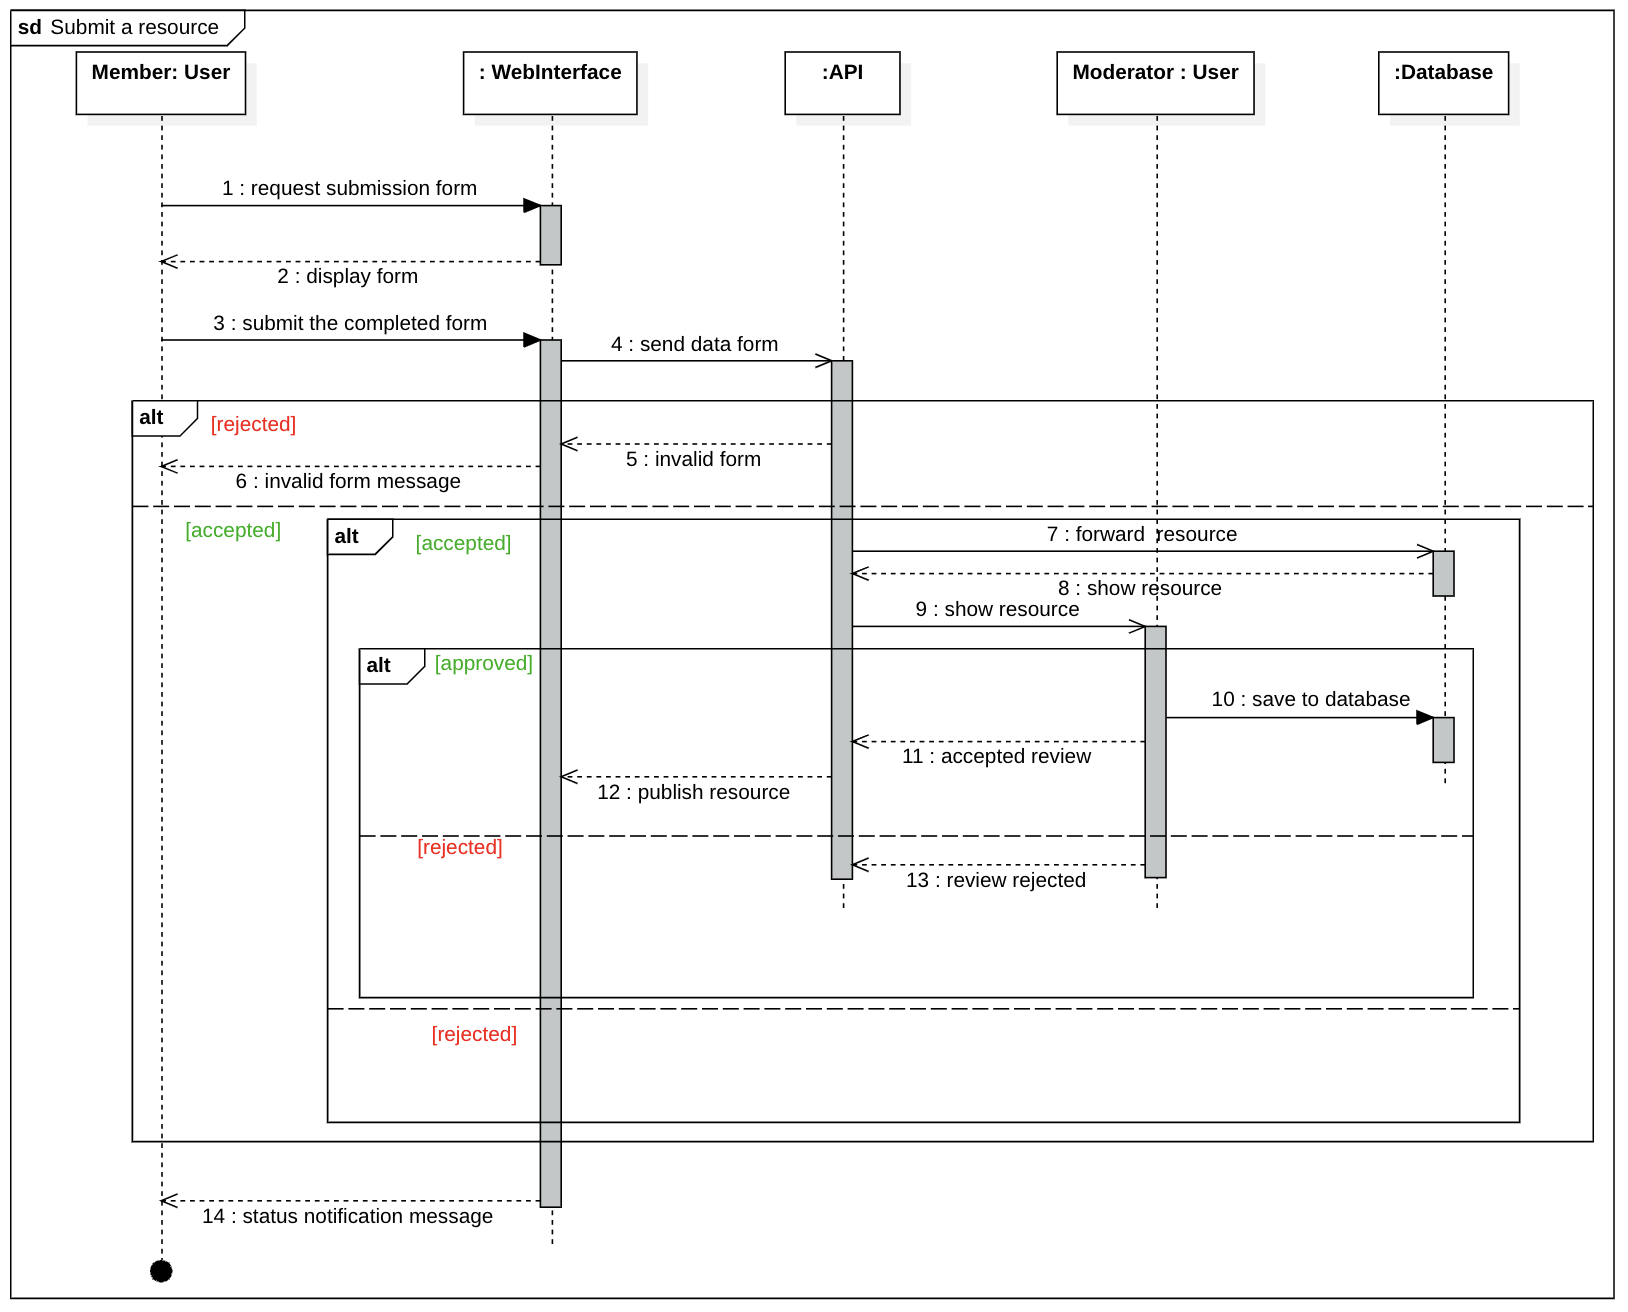 sd Submit a resource
Member: User
: WebInterface
:API
Moderator : User
:Database
1 : request submission form
2 : display form
3 : submit the completed form
4 : send data form
alt
[rejected]
5 : invalid form
6 : invalid form message
[accepted]
alt
[accepted]
7 : forward resource
8 : show resource
9 : show resource
alt
[approved]
10 : save to database
11 : accepted review
12 : publish resource
[rejected]
13 : review rejected
[rejected]
14 : status notification message